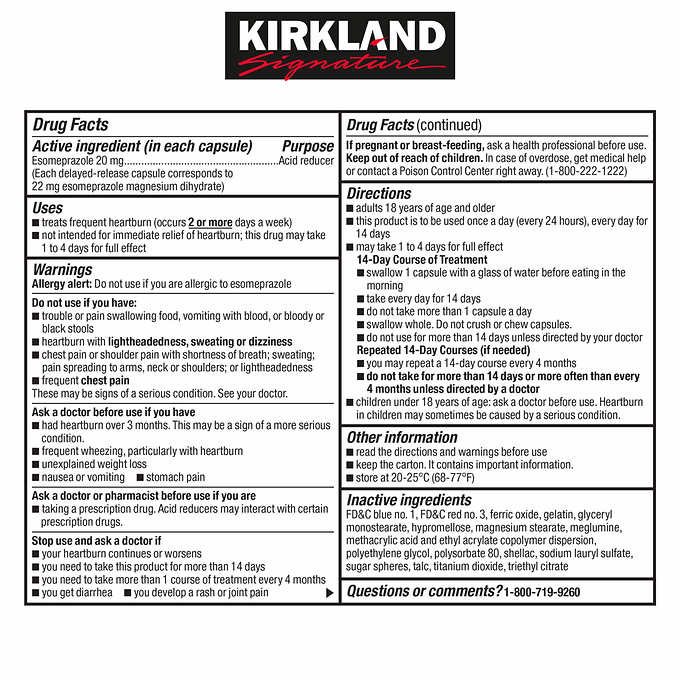 KIRKLAND
Signature
Drug Facts
Active ingredient (in each capsule) Purpose
Esomeprazole 20 mg......................................................Acid reducer
(Each delayed-release capsule corresponds to
22 mg esomeprazole magnesium dihydrate)
Uses
■ treats frequent heartburn (occurs 2 or more days a week)
■ not intended for immediate relief of heartburn; this drug may take
1 to 4 days for full effect
Warnings
Allergy alert: Do not use if you are allergic to esomeprazole
Do not use if you have:
■ trouble or pain swallowing food, vomiting with blood, or bloody or
black stools
■ heartburn with lightheadedness, sweating or dizziness
■ chest pain or shoulder pain with shortness of breath; sweating;
pain spreading to arms, neck or shoulders; or lightheadedness
■ frequent chest pain
These may be signs of a serious condition. See your doctor.
Ask a doctor before use if you have
■ had heartburn over 3 months. This may be a sign of a more serious
condition.
■ frequent wheezing, particularly with heartburn
■ unexplained weight loss
■ nausea or vomiting ■ stomach pain
Ask a doctor or pharmacist before use if you are
■ taking a prescription drug. Acid reducers may interact with certain
prescription drugs.
Stop use and ask a doctor if
■ your heartburn continues or worsens
■ you need to take this product for more than 14 days
■ you need to take more than 1 course of treatment every 4 months
■ you get diarrhea ■ you develop a rash or joint pain
Drug Facts (continued)
If pregnant or breast-feeding, ask a health professional before use.
Keep out of reach of children. In case of overdose, get medical help
or contact a Poison Control Center right away. (1-800-222-1222)
Directions
■ adults 18 years of age and older
■ this product is to be used once a day (every 24 hours), every day for
14 days
■ may take 1 to 4 days for full effect
14-Day Course of Treatment
■ swallow 1 capsule with a glass of water before eating in the
morning
■ take every day for 14 days
■ do not take more than 1 capsule a day
■ swallow whole. Do not crush or chew capsules.
■ do not use for more than 14 days unless directed by your doctor
Repeated 14-Day Courses (if needed)
■ you may repeat a 14-day course every 4 months
■ do not take for more than 14 days or more often than every
4 months unless directed by a doctor
■ children under 18 years of age: ask a doctor before use. Heartburn
in children may sometimes be caused by a serious condition.
Other information
■ read the directions and warnings before use
■ keep the carton. It contains important information.
■ store at 20-25°C (68-77°F)
Inactive ingredients
FD&C blue no. 1, FD&C red no. 3, ferric oxide, gelatin, glyceryl
monostearate, hypromellose, magnesium stearate, meglumine,
methacrylic acid and ethyl acrylate copolymer dispersion,
polyethylene glycol, polysorbate 80, shellac, sodium lauryl sulfate,
sugar spheres, talc, titanium dioxide, triethyl citrate
Questions or comments? 1-800-719-9260